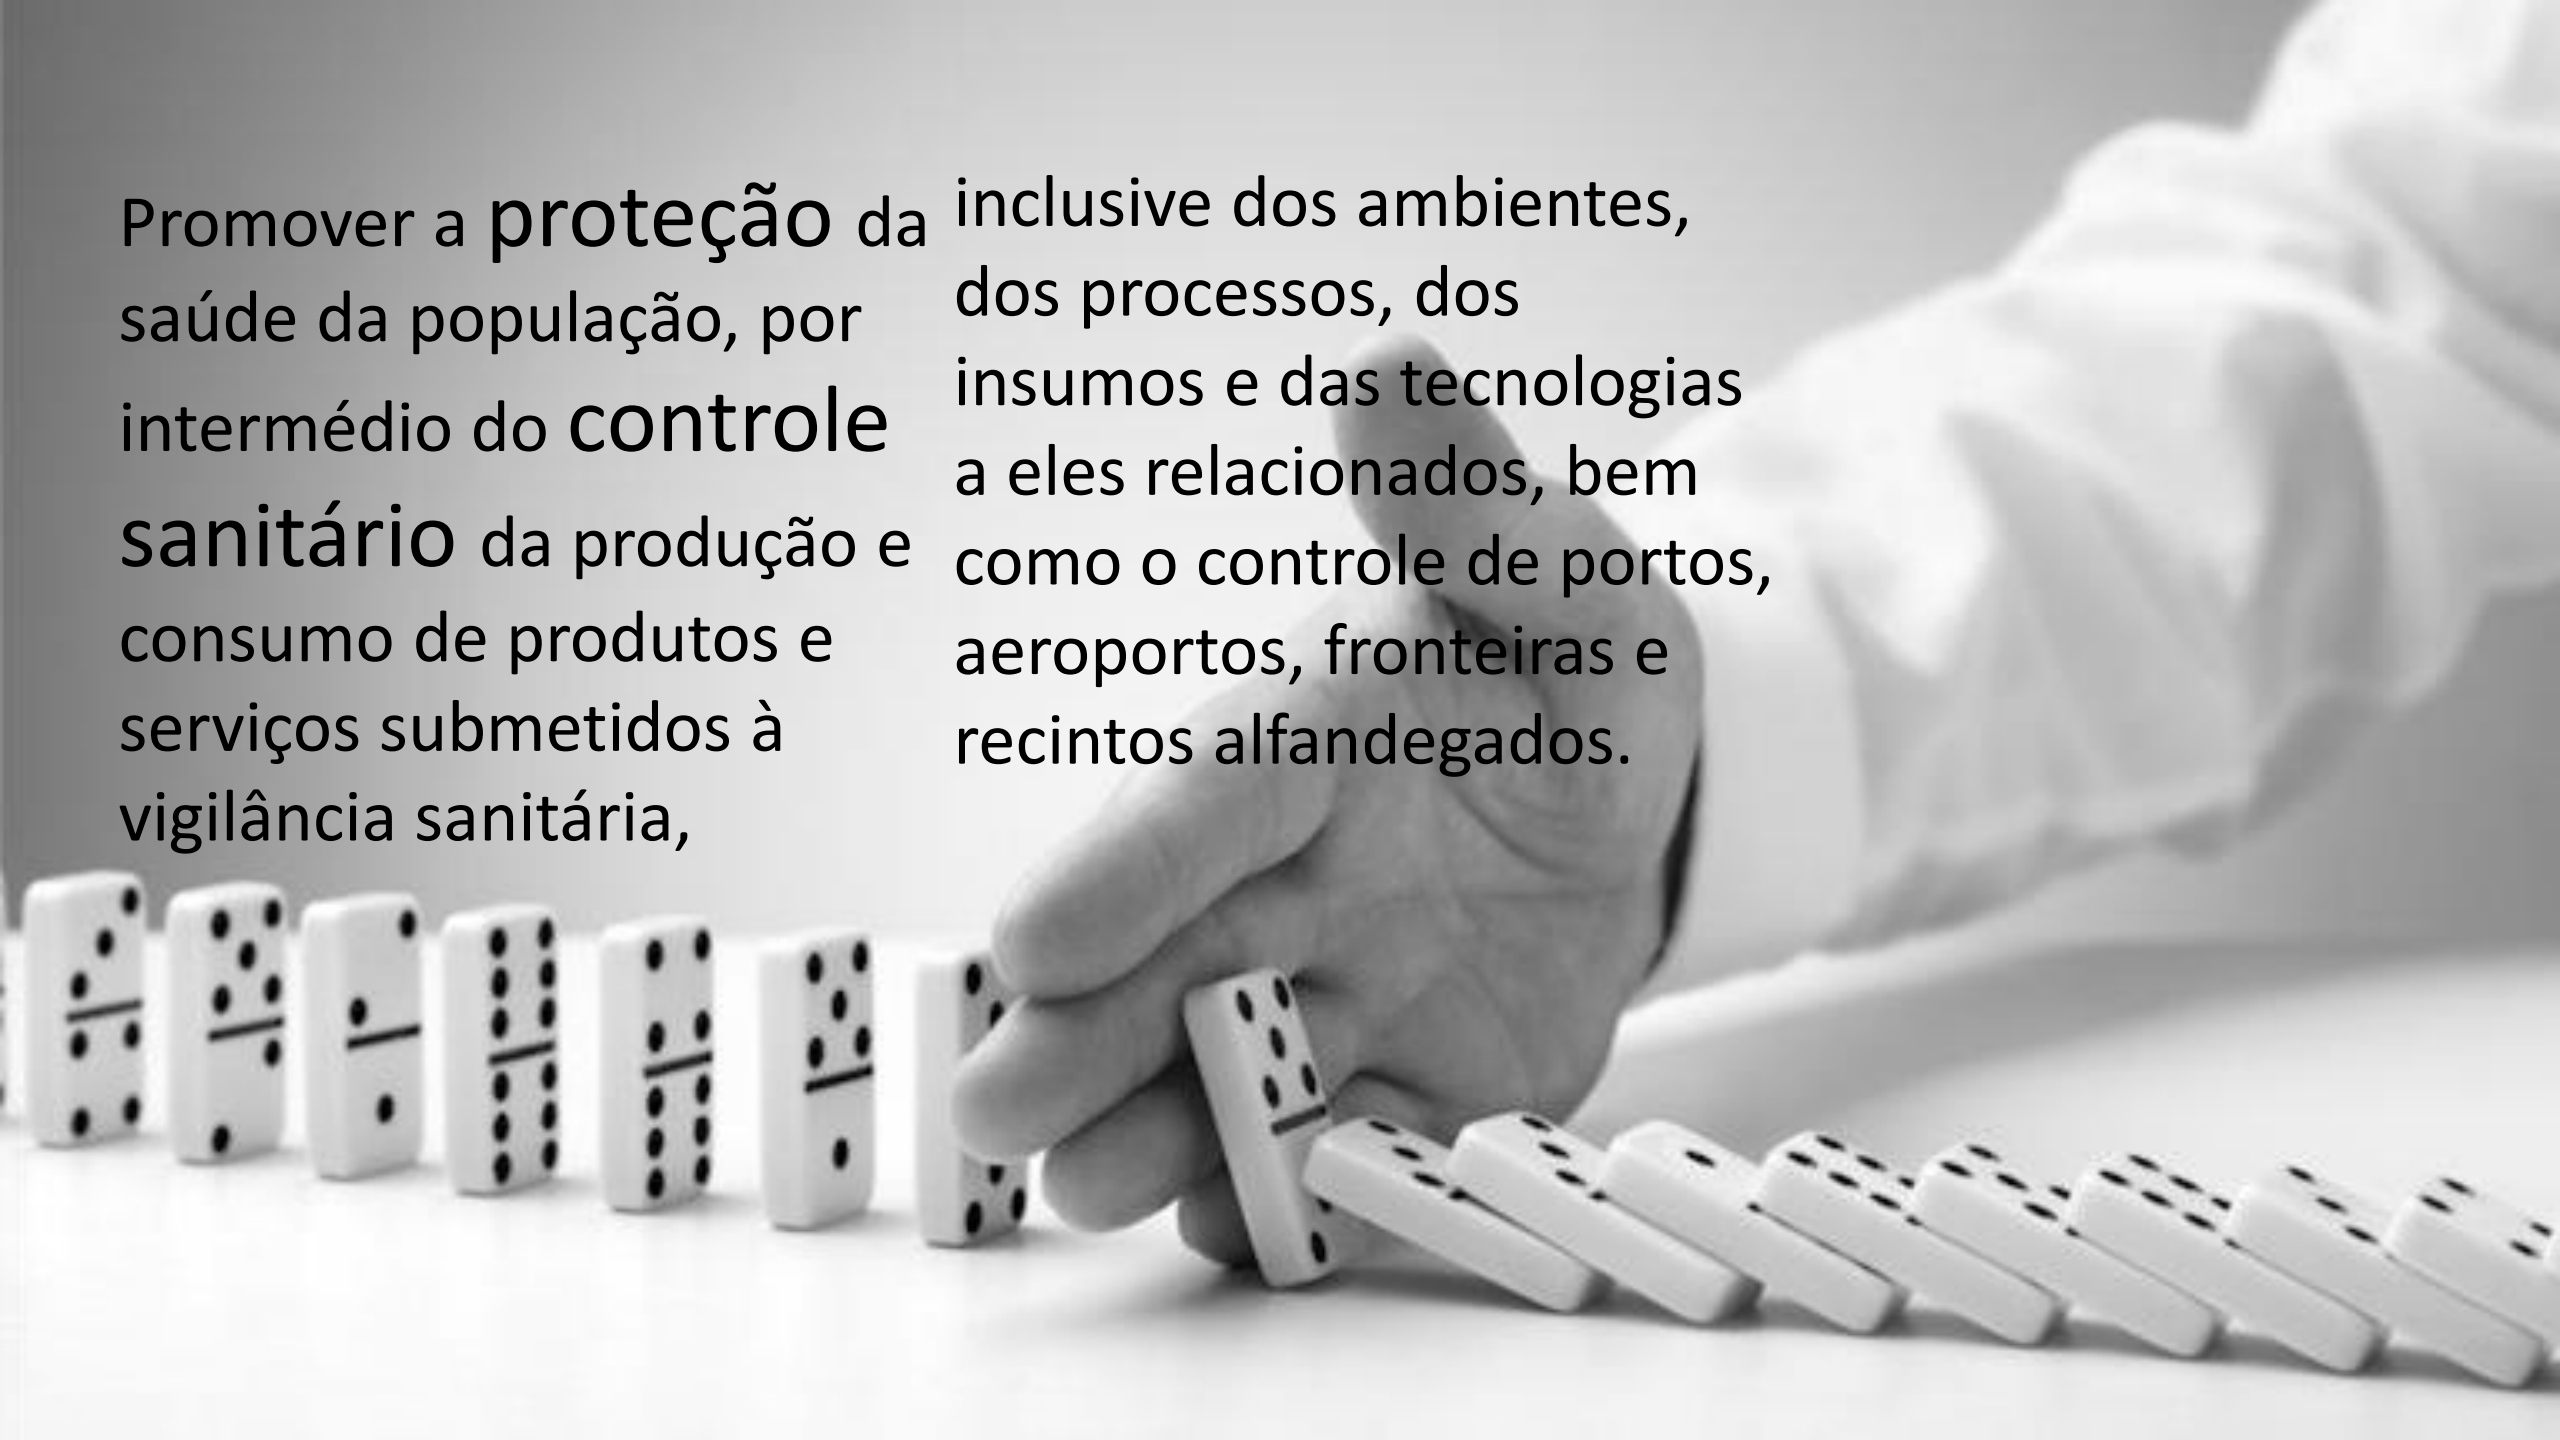 Promover a proteção da
saúde da população, por
intermédio do controle
sanitário da produção e
consumo de produtos e
serviços submetidos à
vigilância sanitária,
inclusive dos ambientes,
dos processos, dos
insumos e das tecnologias
a eles relacionados, bem
como o controle de portos,
aeroportos, fronteiras e
recintos alfandegados.